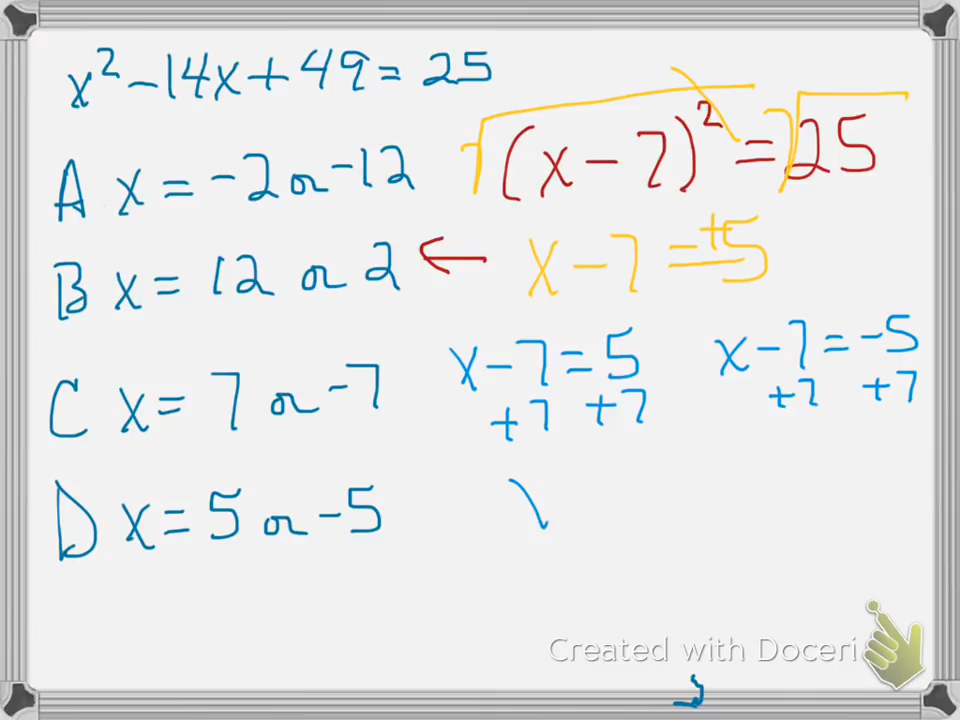 x² - 14x + 49 = 25
√(x - 7)² = √25
A x = -2 or -12
B x = 12 or 2 ←
x - 7 = ±5
C x = 7 or -7
x - 7 = 5
+7 +7
x - 7 = -5
+7 +7
D x = 5 or -5
Created with Doceri